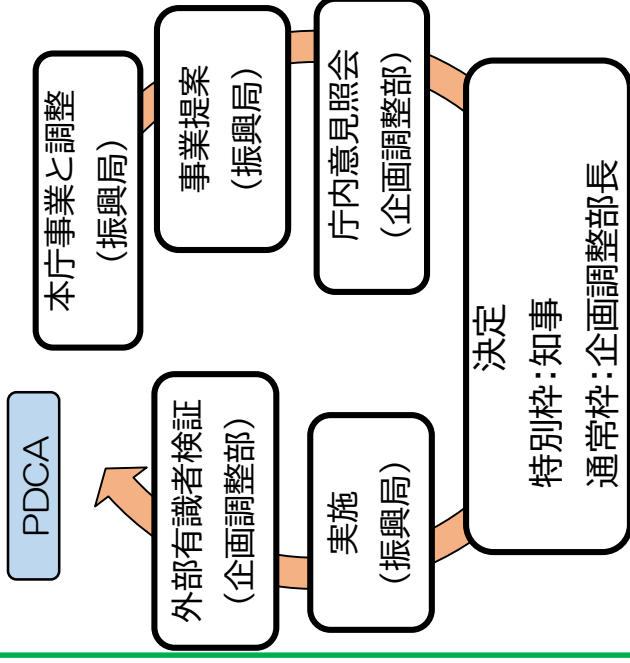 PDCA
本庁事業と調整
(振興局)
事業提案
(振興局)
庁内意見照会
(企画調整部)
決定
特別枠:知事
通常枠:企画調整部長
実施
(振興局)
外部有識者検証
(企画調整部)